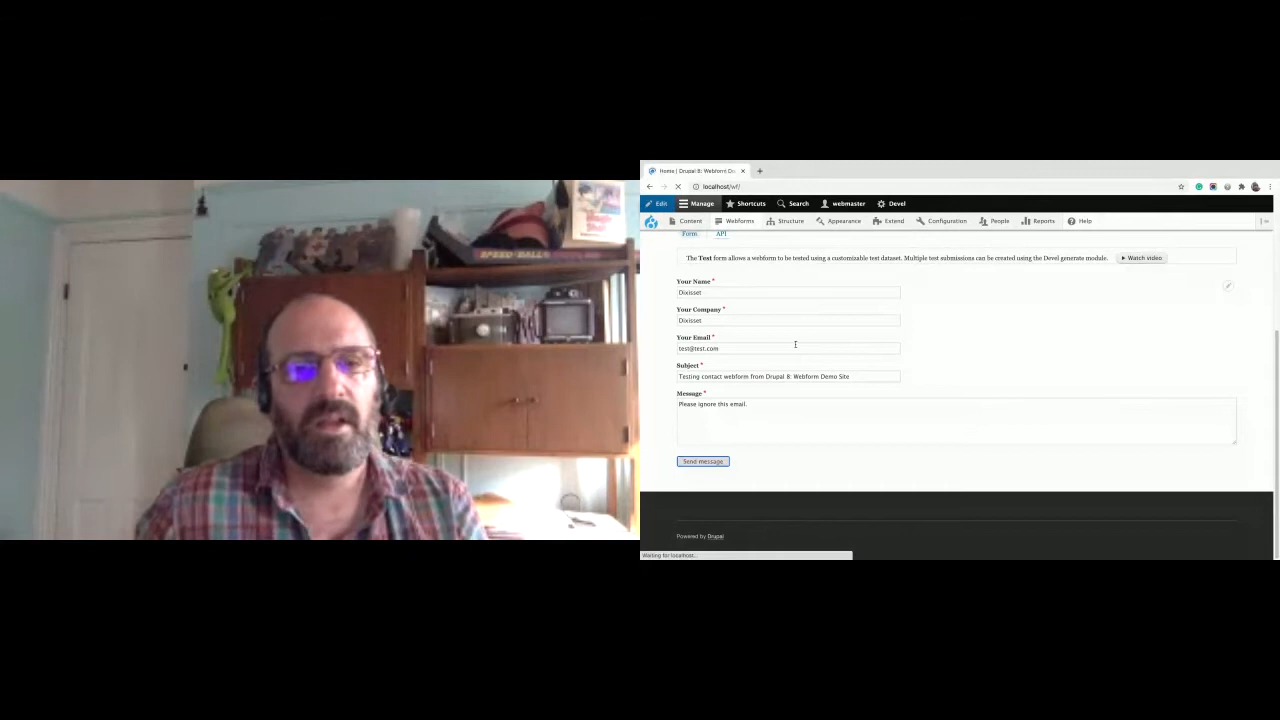 SPEED BALL
Home | Drupal 8: Webform De
localhost/wf/
Edit Manage Shortcuts Search webmaster Devel
Content Webforms Structure Appearance Extend Configuration People Reports Help
Form API
The Test form allows a webform to be tested using a customizable test dataset. Multiple test submissions can be created using the Devel generate module. Watch video
Your Name *
Dixisset
Your Company *
Dixisset
Your Email *
test@test.com
Subject *
Testing contact webform from Drupal 8: Webform Demo Site
Message *
Please ignore this email.
Send message
Powered by Drupal
Waiting for localhost...